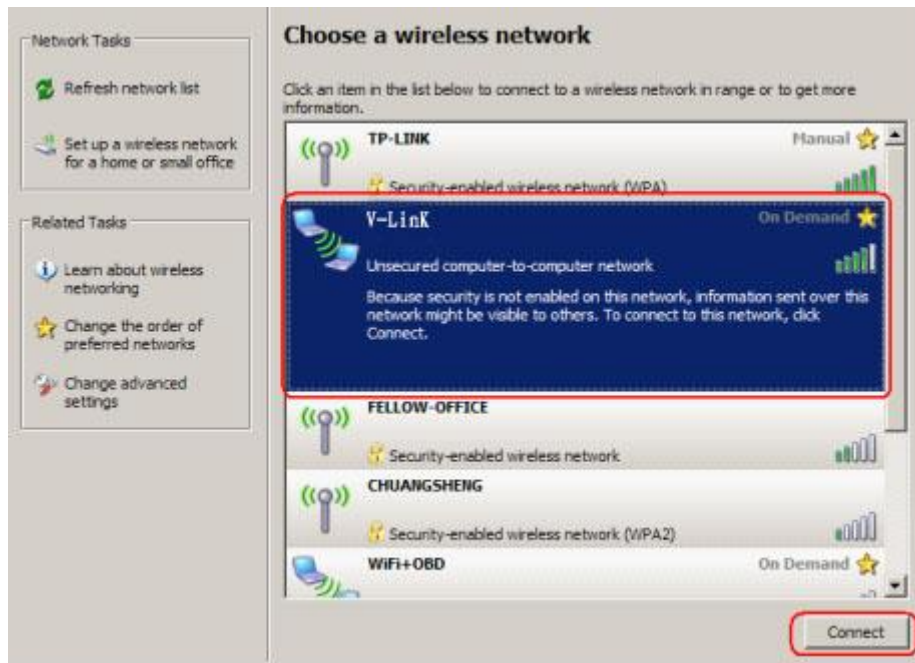 Network Tasks
Refresh network list
Set up a wireless network
for a home or small office
Related Tasks
Learn about wireless
networking
Change the order of
preferred networks
Change advanced
settings
Choose a wireless network
Click an item in the list below to connect to a wireless network in range or to get more
information.
TP-LINK
Manual
Security-enabled wireless network (WPA)
V-LinK
On Demand
Unsecured computer-to-computer network
Because security is not enabled on this network, information sent over this
network might be visible to others. To connect to this network, click
Connect.
FELLOW-OFFICE
Security-enabled wireless network
CHUANGSHENG
Security-enabled wireless network (WPA2)
WiFi+OBD
On Demand
Connect